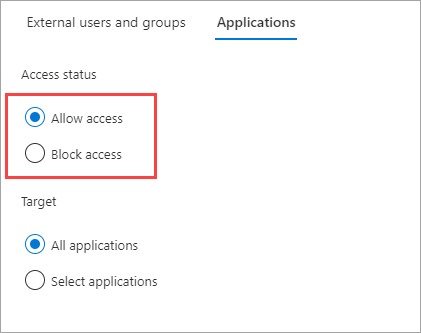 External users and groups Applications
Access status
Allow access
Block access
Target
All applications
Select applications